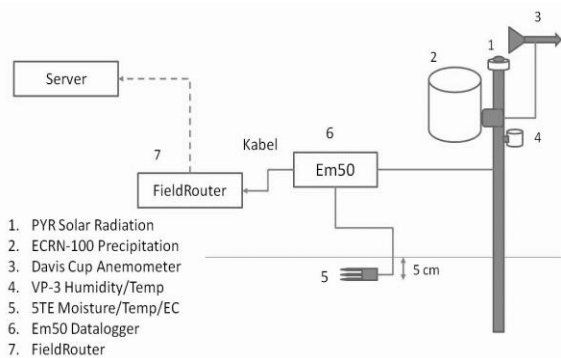 3
1
2
Server
4
6
Kabel
7
Em50
FieldRouter
5
5 cm
1. PYR Solar Radiation
2. ECRN-100 Precipitation
3. Davis Cup Anemometer
4. VP-3 Humidity/Temp
5. 5TE Moisture/Temp/EC
6. Em50 Datalogger
7. FieldRouter